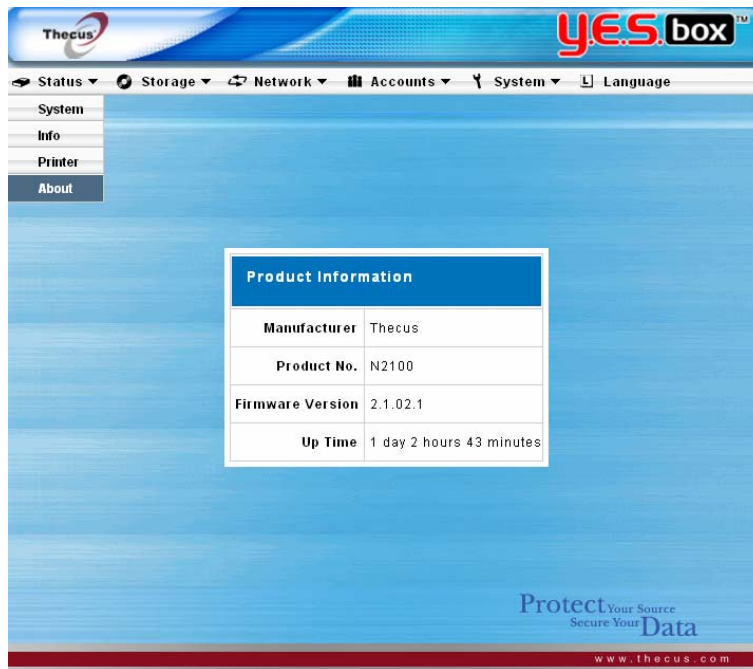 Thecus
Y.E.S.box™
Status ▼ Storage ▼ Network ▼ Accounts ▼ System ▼ L Language
System
Info
Printer
About
Product Information
Manufacturer Thecus
Product No. N2100
Firmware Version 2.1.02.1
Up Time 1 day 2 hours 43 minutes
Protect Your Source
Secure Your Data
www.thecus.com